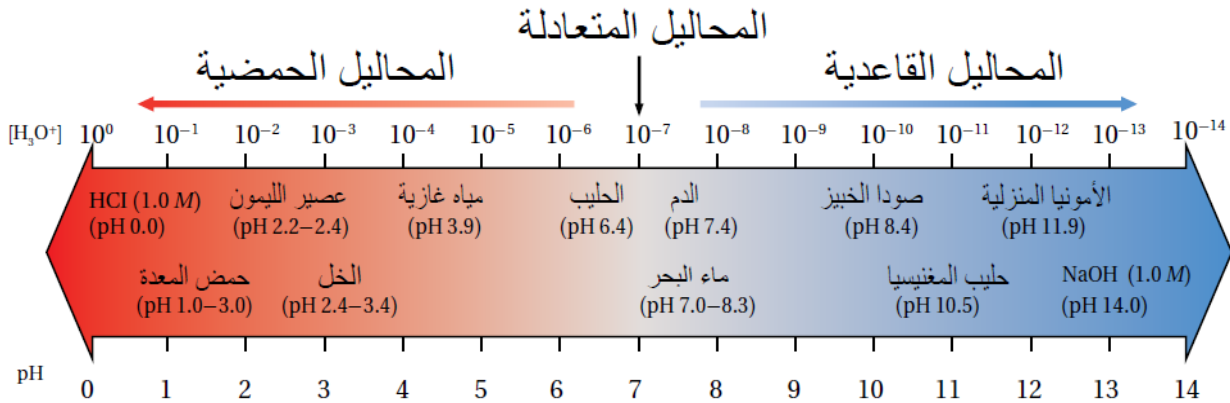 المحاليل المتعادلة
المحاليل الحمضية
المحاليل القاعدية
[H₃O⁺] 10⁰ 10⁻¹ 10⁻² 10⁻³ 10⁻⁴ 10⁻⁵ 10⁻⁶ 10⁻⁷ 10⁻⁸ 10⁻⁹ 10⁻¹⁰ 10⁻¹¹ 10⁻¹² 10⁻¹³ 10⁻¹⁴
HCl (1.0 M)
(pH 0.0)
عصير الليمون
(pH 2.2–2.4)
مياه غازية
(pH 3.9)
الحليب
(pH 6.4)
الدم
(pH 7.4)
صودا الخبيز
(pH 8.4)
الأمونيا المنزلية
(pH 11.9)
حمض المعدة
(pH 1.0–3.0)
الخل
(pH 2.4–3.4)
ماء البحر
(pH 7.0–8.3)
حليب المغنيسيا
(pH 10.5)
NaOH (1.0 M)
(pH 14.0)
pH 0 1 2 3 4 5 6 7 8 9 10 11 12 13 14